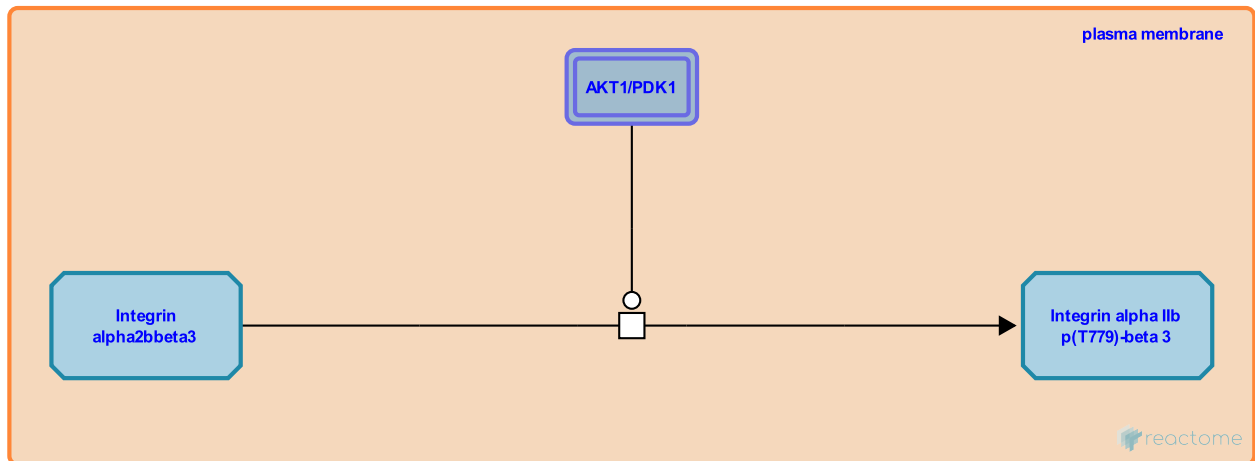 plasma membrane
AKT1/PDK1
Integrin
alpha2bbeta3
Integrin alpha IIb
p(T779)-beta 3
reactome